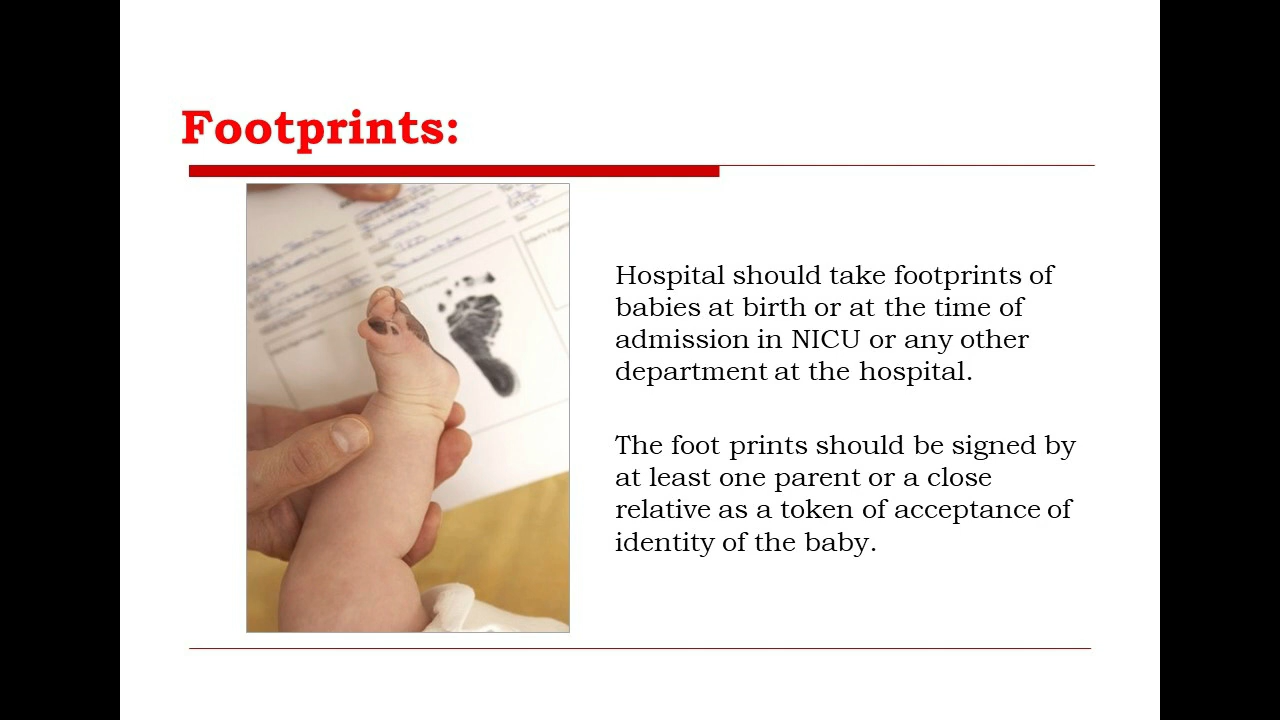 Footprints:
Hospital should take footprints of
babies at birth or at the time of
admission in NICU or any other
department at the hospital.
The foot prints should be signed by
at least one parent or a close
relative as a token of acceptance of
identity of the baby.